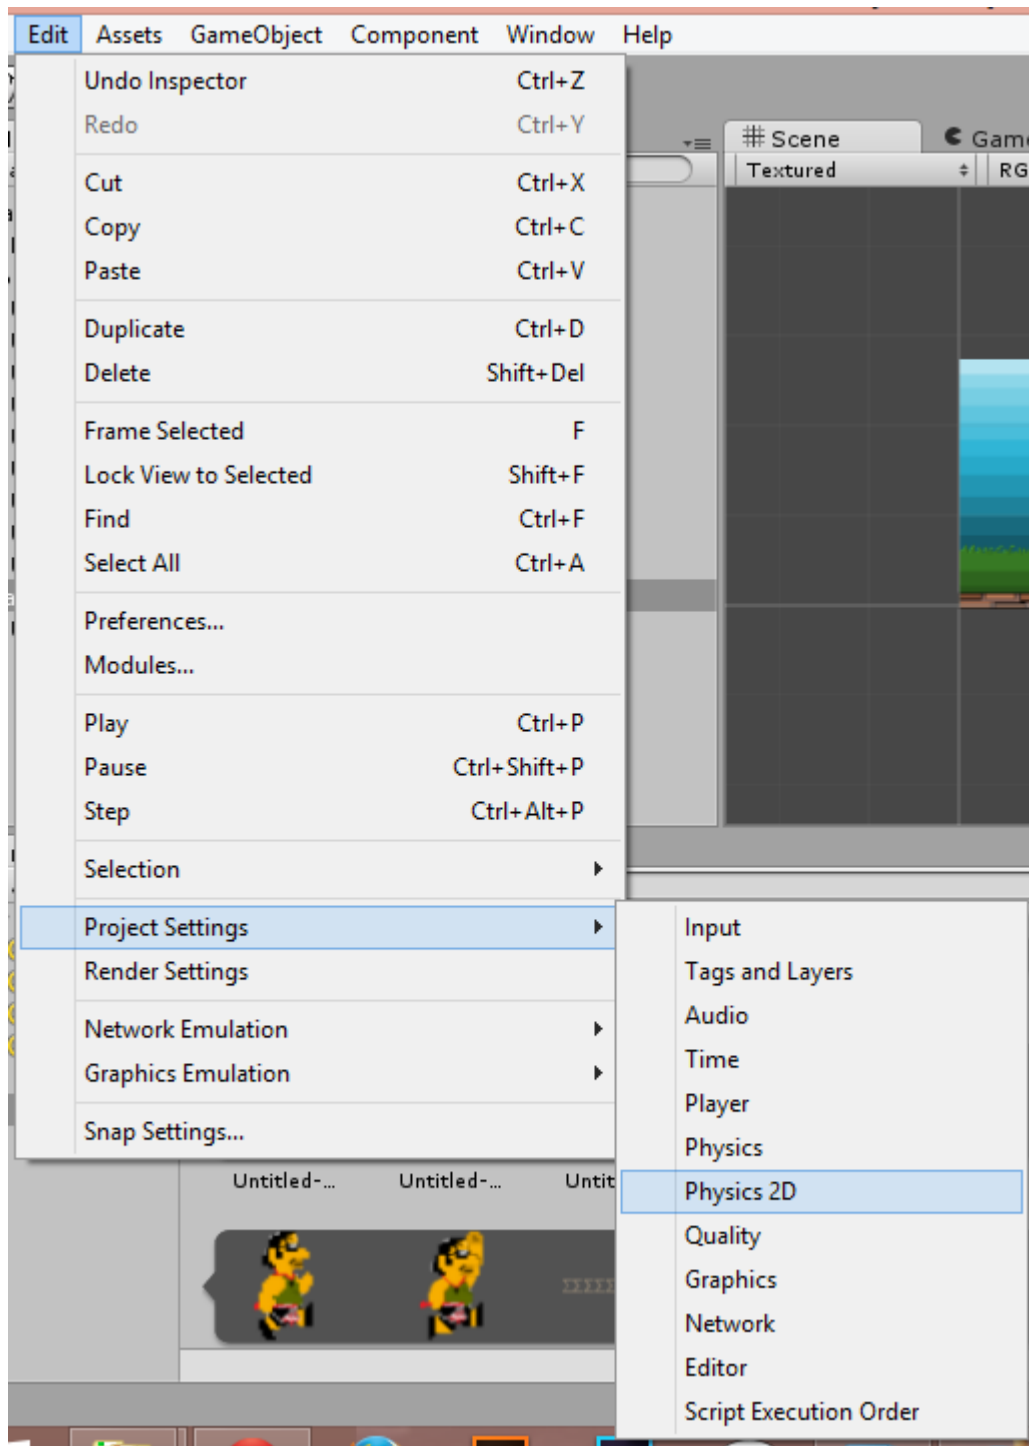 Edit Assets GameObject Component Window Help
Undo Inspector Ctrl+Z
Redo Ctrl+Y
Cut Ctrl+X
Copy Ctrl+C
Paste Ctrl+V
Duplicate Ctrl+D
Delete Shift+Del
Frame Selected F
Lock View to Selected Shift+F
Find Ctrl+F
Select All Ctrl+A
Preferences...
Modules...
Play Ctrl+P
Pause Ctrl+Shift+P
Step Ctrl+Alt+P
Selection
Project Settings
Render Settings
Network Emulation
Graphics Emulation
Snap Settings...
Scene Game
Textured RG
Input
Tags and Layers
Audio
Time
Player
Physics
Physics 2D
Quality
Graphics
Network
Editor
Script Execution Order
Untitled-... Untitled-... Untit